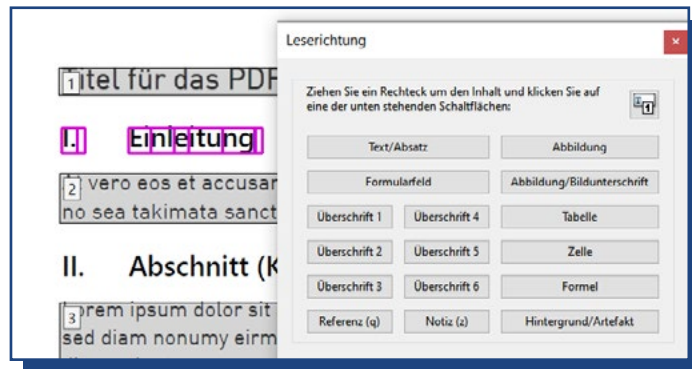 Titel für das PDF
I. Einleitung
2 vero eos et accusar
no sea takimata sanct
II. Abschnitt (K
3 orem ipsum dolor sit
sed diam nonumy eirm
Leserichtung
×
Ziehen Sie ein Rechteck um den Inhalt und klicken Sie auf
eine der unten stehenden Schaltflächen:
1
Text/Absatz
Abbildung
Formularfeld
Abbildung/Bildunterschrift
Überschrift 1
Überschrift 4
Tabelle
Überschrift 2
Überschrift 5
Zelle
Überschrift 3
Überschrift 6
Formel
Referenz (q)
Notiz (z)
Hintergrund/Artefakt